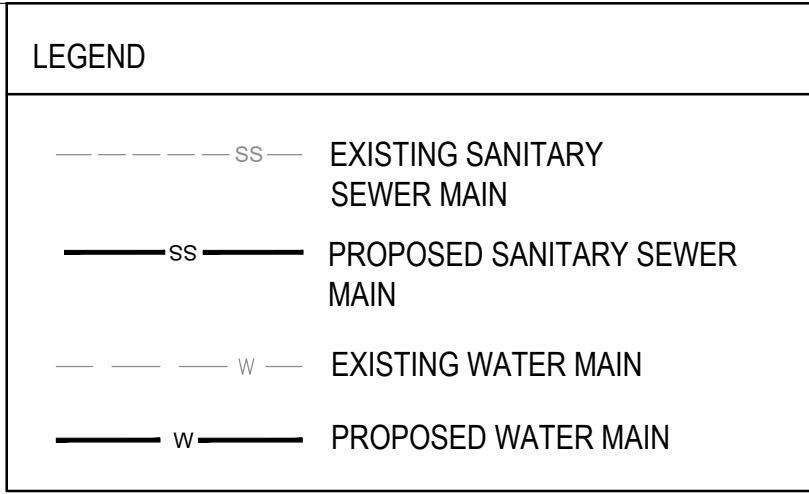 LEGEND
SS EXISTING SANITARY
SEWER MAIN
SS PROPOSED SANITARY SEWER
MAIN
W EXISTING WATER MAIN
W PROPOSED WATER MAIN